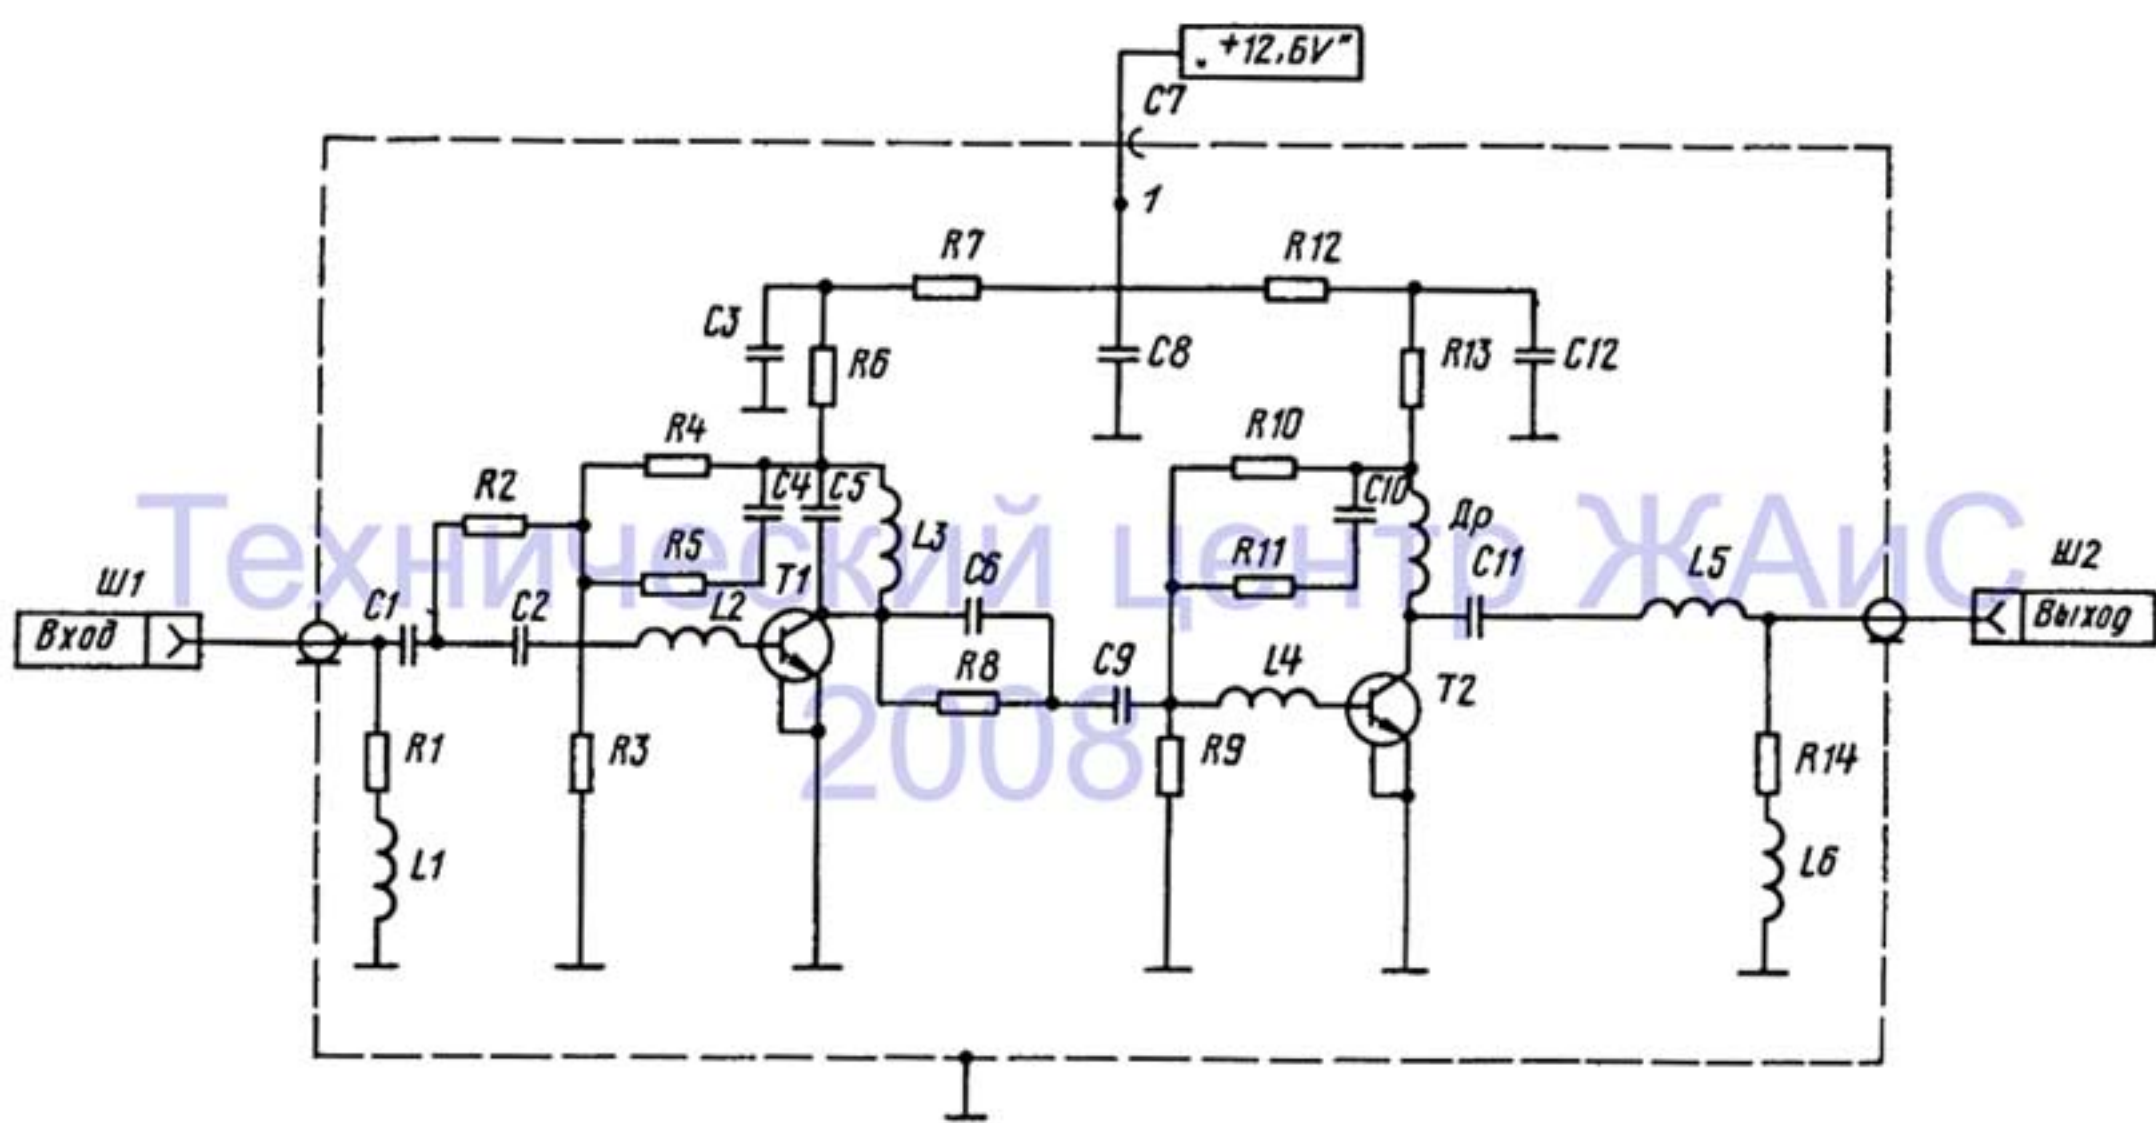 „ +12,6V"
C7
1
R7
R12
C3
R6
C8
R13
C12
R4
R10
R2
C4
C5
C10
Др
R5
L3
R11
C11
L5
Ш1
Ш2
C1
C2
L2
T1
C6
Вход
Выход
R8
C9
L4
T2
R1
R3
R9
R14
L1
L6
Технический центр ЖАиС
2008